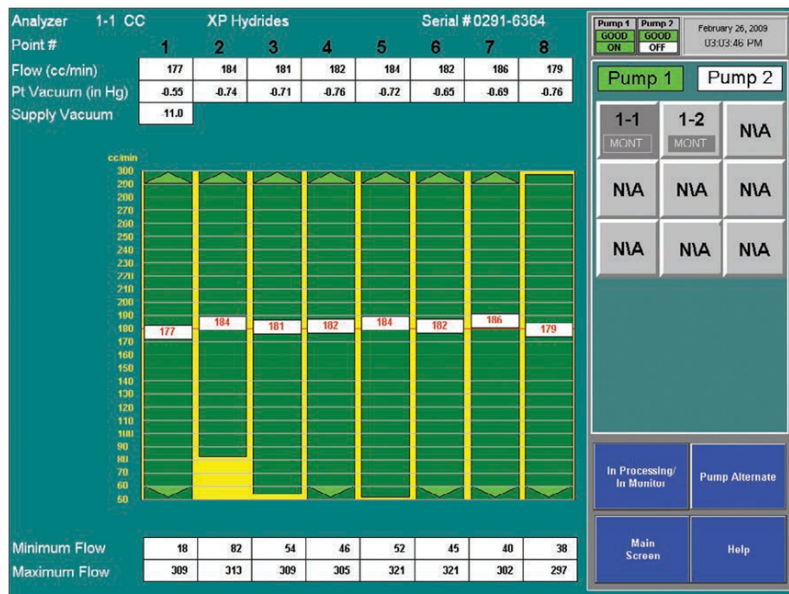 Analyzer 1-1 CC XP Hydrides Serial # 0291-6364
Point # 1 2 3 4 5 6 7 8
Flow (cc/min) 177 184 181 182 184 182 186 179
Pt Vacuum (in Hg) -0.55 -0.74 -0.71 -0.76 -0.72 -0.65 -0.69 -0.76
Supply Vacuum -11.0
cc/min
300
290
280
270
260
250
240
230
220
210
200
190
180
170
160
150
140
130
120
110
100
90
80
70
60
50
177 184 181 182 184 182 186 179
Minimum Flow 18 82 54 46 52 45 40 38
Maximum Flow 309 313 309 305 321 321 302 297
Pump 1 Pump 2
GOOD GOOD
ON OFF
February 26, 2009
03:03:46 PM
Pump 1 Pump 2
1-1 1-2 N\A
MONT MONT
N\A N\A N\A
N\A N\A N\A
In Processing/
In Monitor
Pump Alternate
Main
Screen
Help